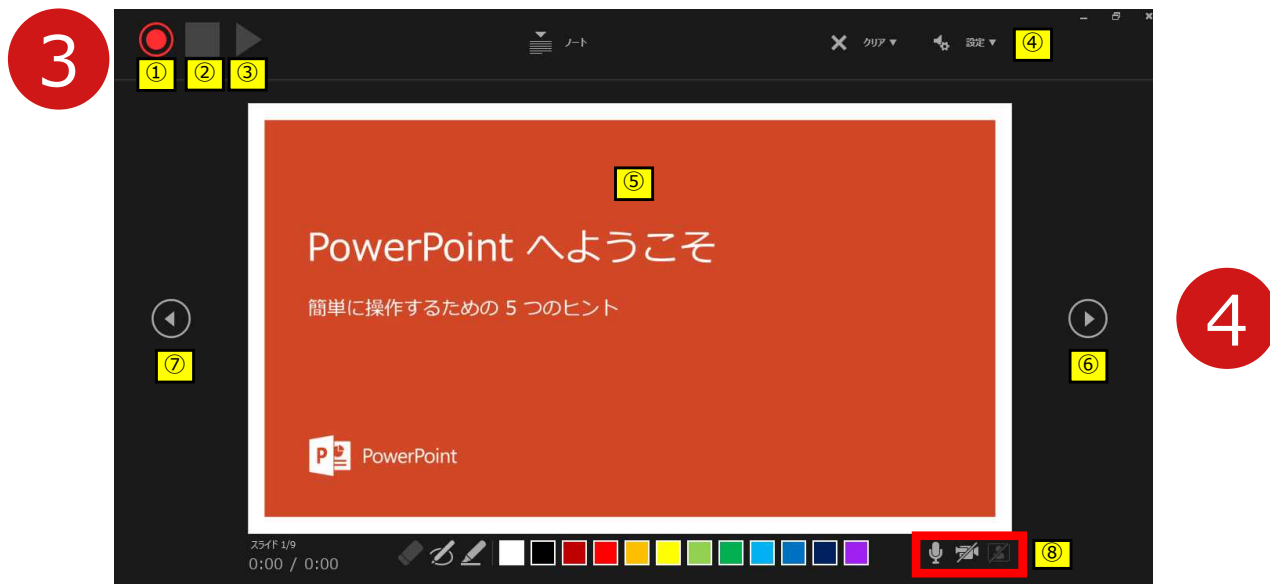 3
ノート
クリア ▼
設定 ▼
④
① ② ③
⑤
PowerPoint へようこそ
簡単に操作するための 5 つのヒント
4
⑦
⑥
P PowerPoint
スライド 1/9
0:00 / 0:00
⑧